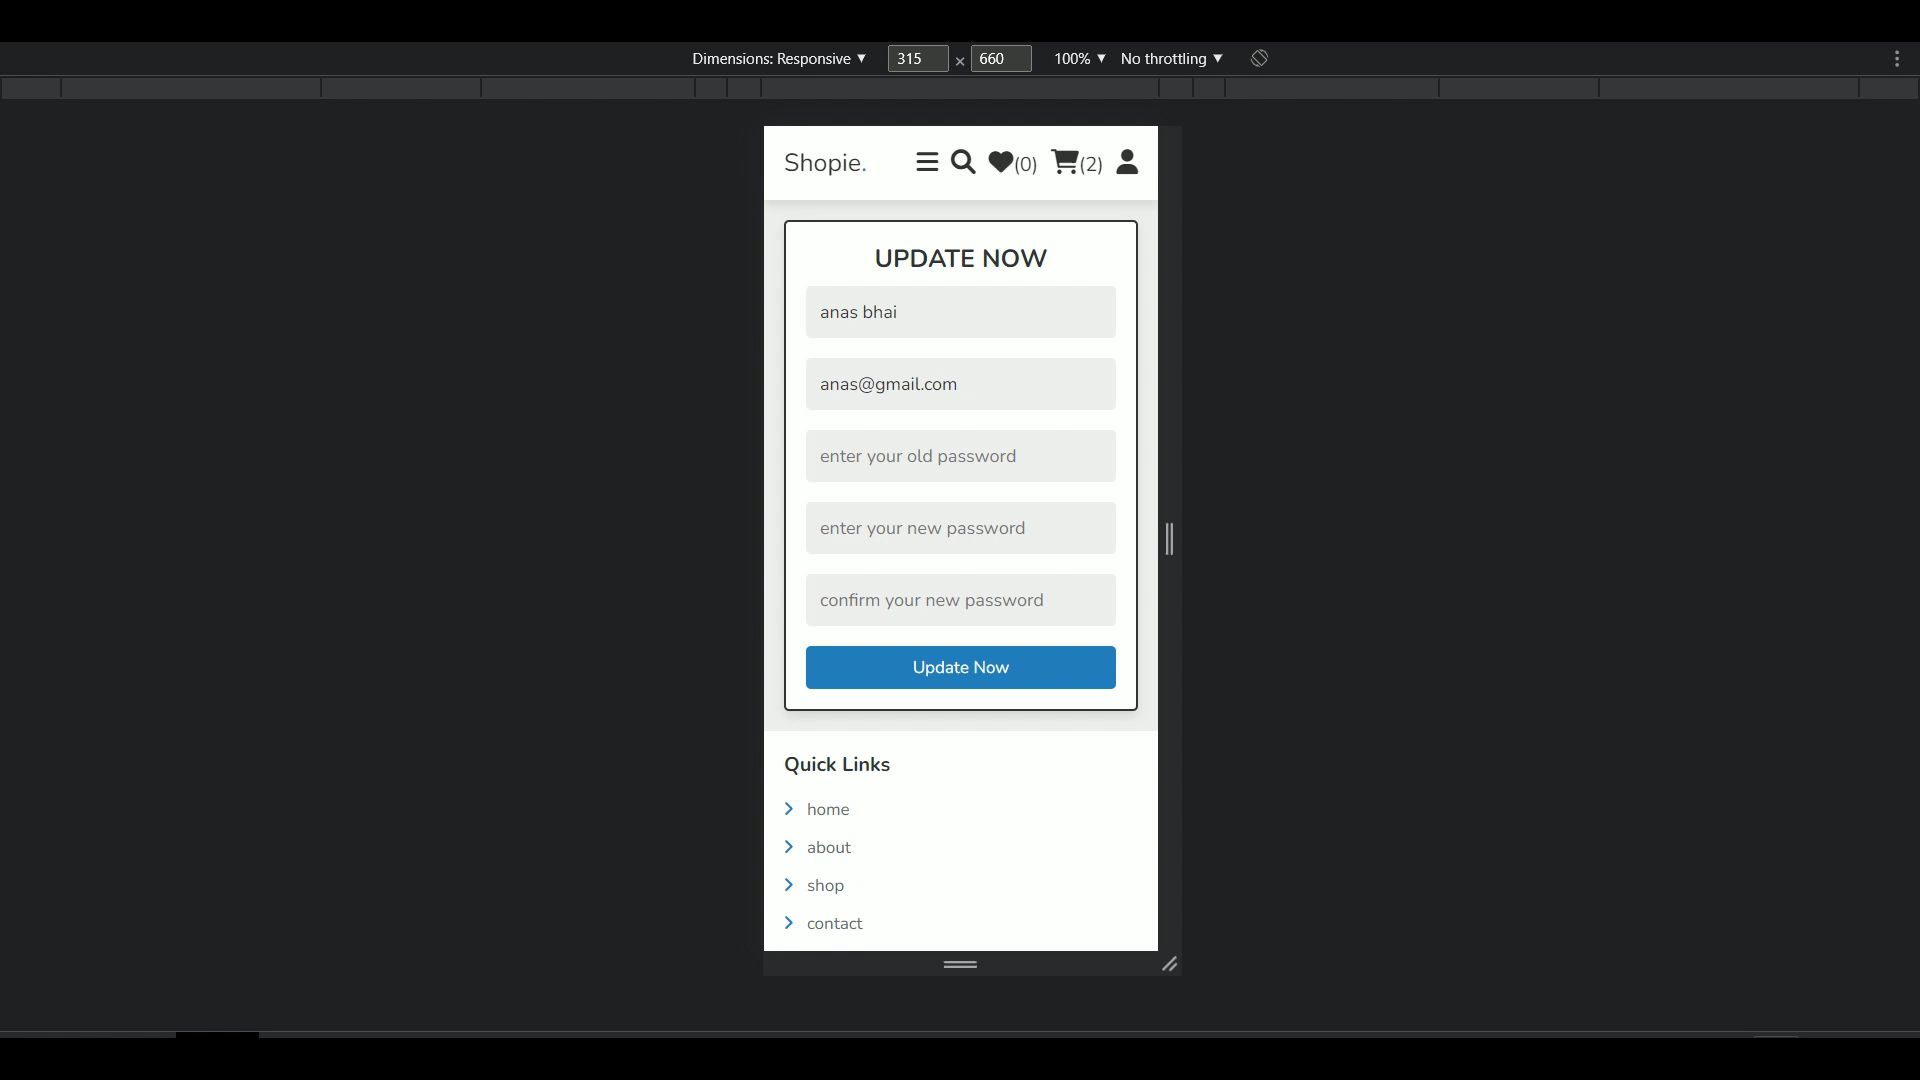 Dimensions: Responsive ▼ 315 × 660 100% ▼ No throttling ▼
Shopie. (0) (2)
UPDATE NOW
anas bhai
anas@gmail.com
enter your old password
enter your new password
confirm your new password
Update Now
Quick Links
home
about
shop
contact